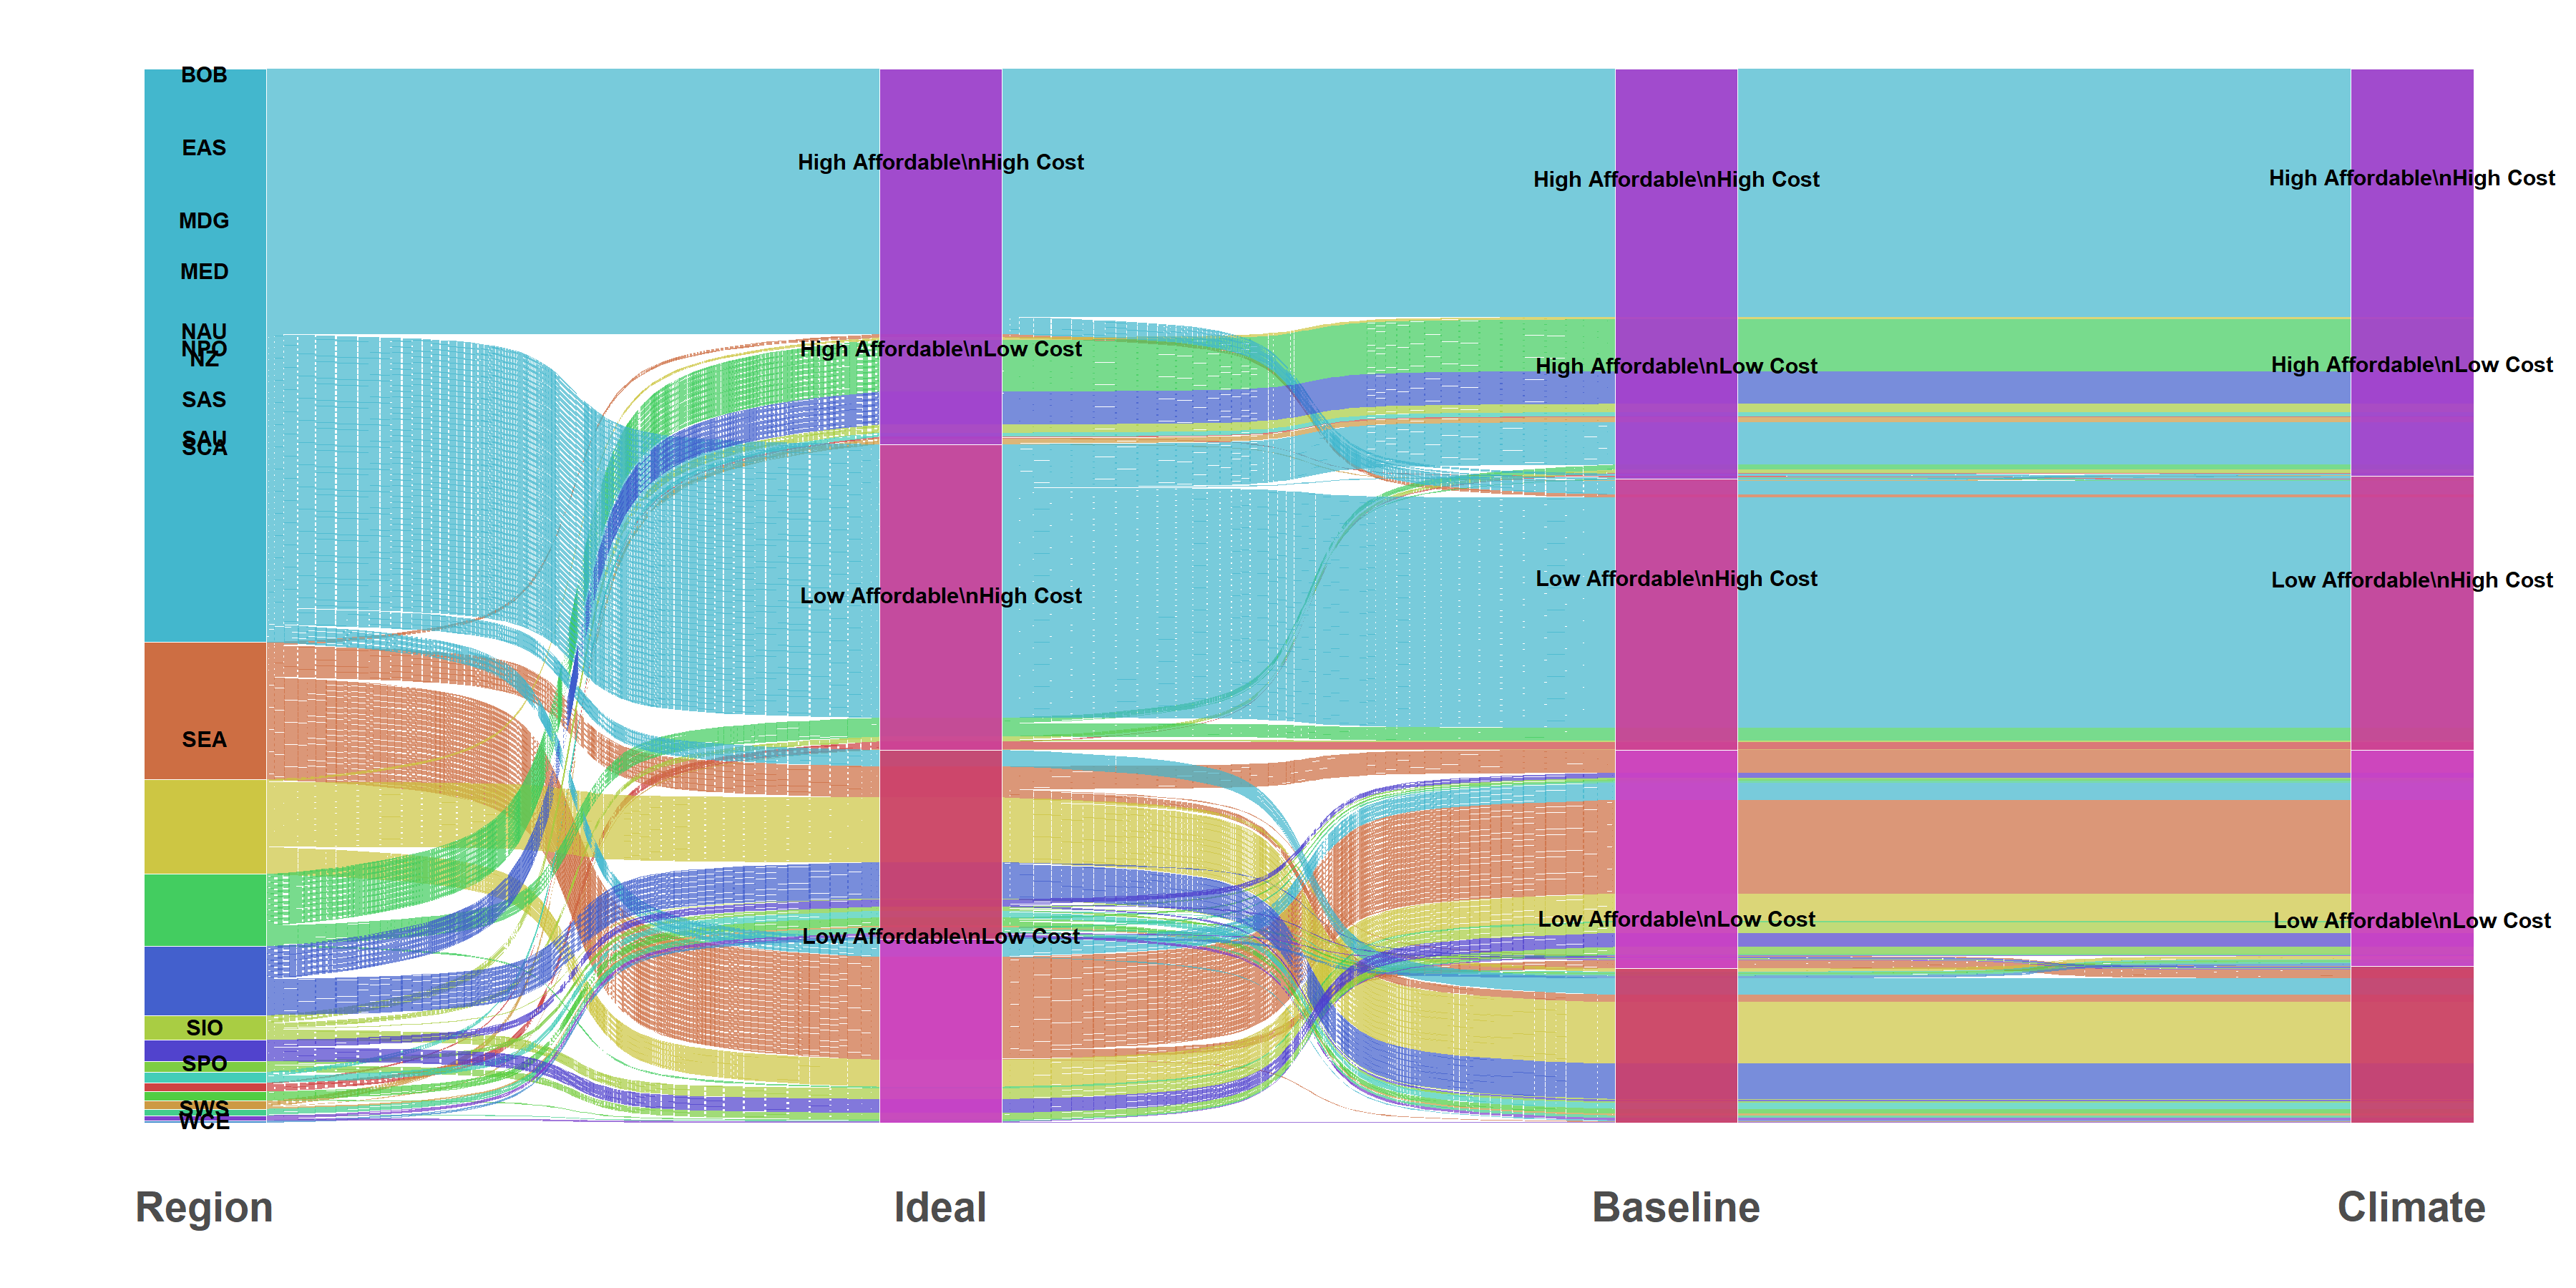 BOB
EAS
MDG
MED
NAU
NPO
NZ
SAS
SAU
SCA
SEA
SIO
SPO
SWS
WCE
High Affordable\nHigh Cost
High Affordable\nLow Cost
Low Affordable\nHigh Cost
Low Affordable\nLow Cost
High Affordable\nHigh Cost
High Affordable\nLow Cost
Low Affordable\nHigh Cost
Low Affordable\nLow Cost
High Affordable\nHigh Cost
High Affordable\nLow Cost
Low Affordable\nHigh Cost
Low Affordable\nLow Cost
Region
Ideal
Baseline
Climate